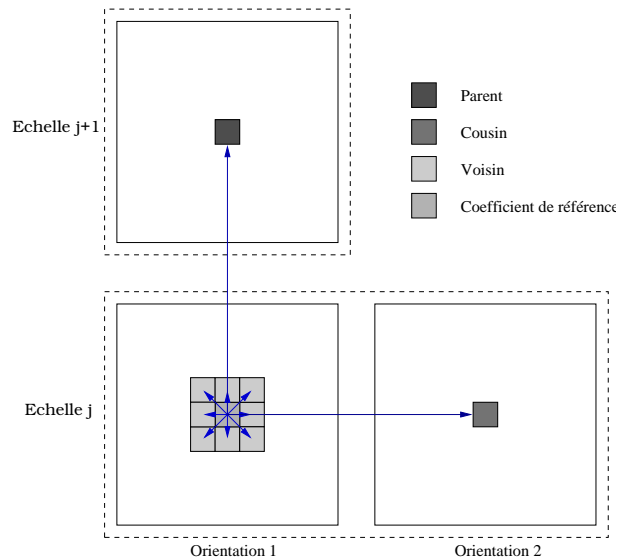 Echelle j+1
Parent
Cousin
Voisin
Coefficient de référence
Echelle j
Orientation 1
Orientation 2